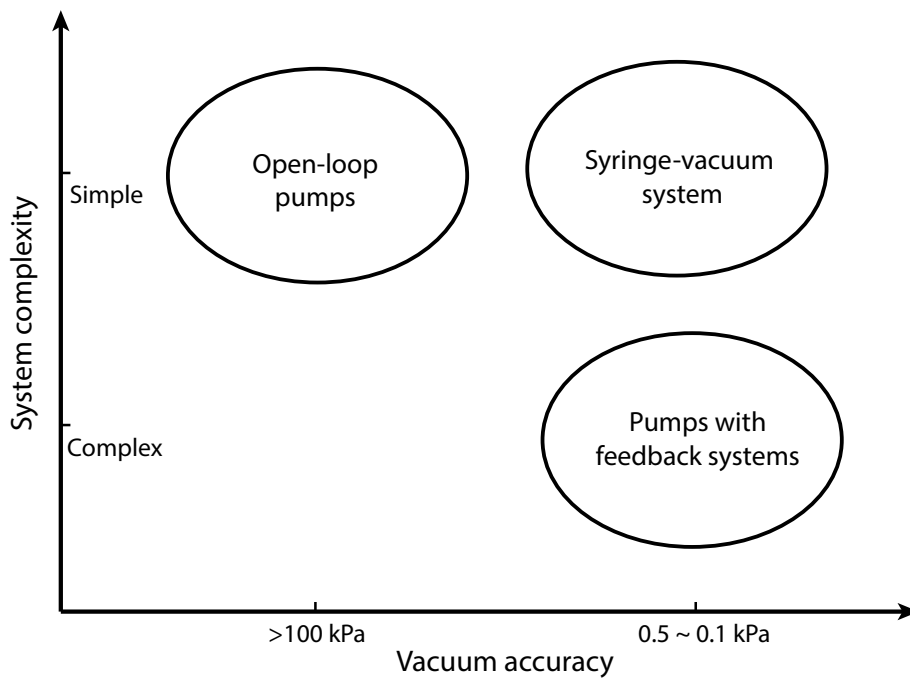 Open-loop
pumps
Syringe-vacuum
system
Simple
System complexity
Pumps with
feedback systems
Complex
>100 kPa
0.5 ~ 0.1 kPa
Vacuum accuracy